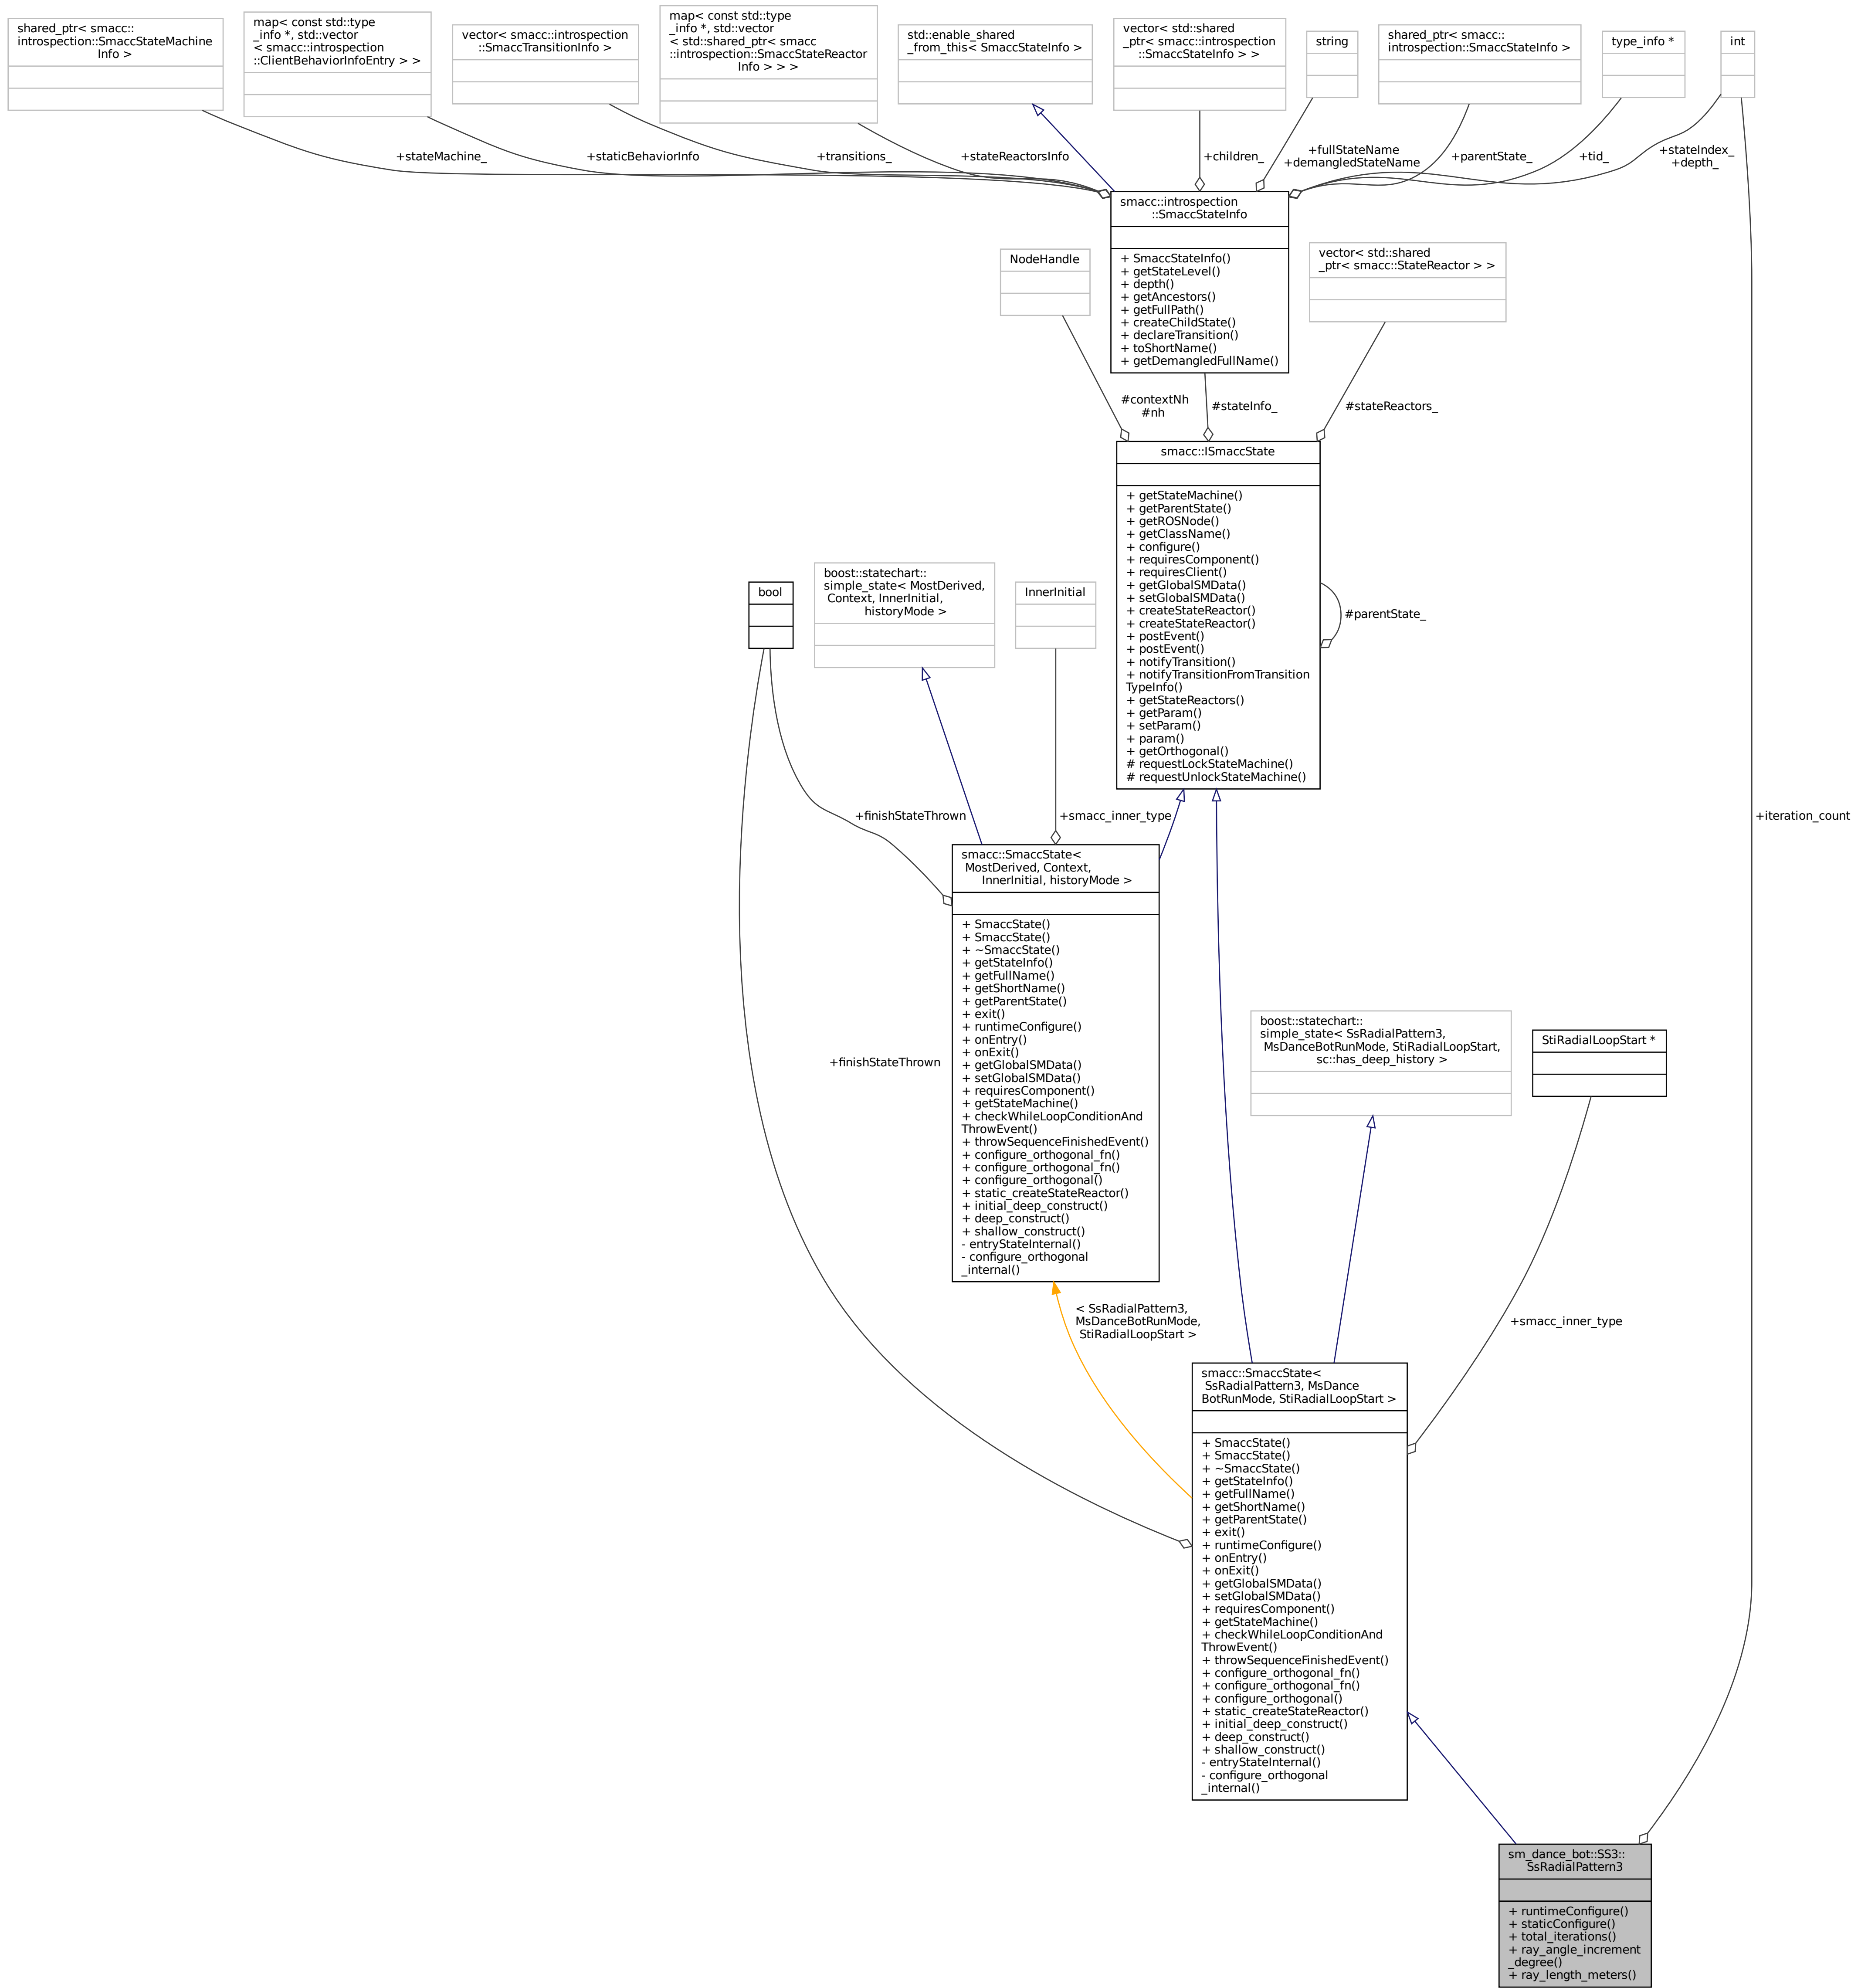 shared_ptr< smacc::
introspection::SmaccStateMachine
Info >
map< const std::type
_info *, std::vector
< smacc::introspection
::ClientBehaviorInfoEntry > >
vector< smacc::introspection
::SmaccTransitionInfo >
map< const std::type
_info *, std::vector
< std::shared_ptr< smacc
::introspection::SmaccStateReactor
Info > > >
std::enable_shared
_from_this< SmaccStateInfo >
vector< std::shared
_ptr< smacc::introspection
::SmaccStateInfo > >
string
shared_ptr< smacc::
introspection::SmaccStateInfo >
type_info *
int
+stateMachine_
+staticBehaviorInfo
+transitions_
+stateReactorsInfo
+children_
+fullStateName
+demangledStateName
+parentState_
+tid_
+stateIndex_
+depth_
smacc::introspection
::SmaccStateInfo
+ SmaccStateInfo()
+ getStateLevel()
+ depth()
+ getAncestors()
+ getFullPath()
+ createChildState()
+ declareTransition()
+ toShortName()
+ getDemangledFullName()
NodeHandle
vector< std::shared
_ptr< smacc::StateReactor > >
#contextNh
#nh
#stateInfo_
#stateReactors_
smacc::ISmaccState
+ getStateMachine()
+ getParentState()
+ getROSNode()
+ getClassName()
+ configure()
+ requiresComponent()
+ requiresClient()
+ getGlobalSMData()
+ setGlobalSMData()
+ createStateReactor()
+ createStateReactor()
+ postEvent()
+ postEvent()
+ notifyTransition()
+ notifyTransitionFromTransition
TypeInfo()
+ getStateReactors()
+ getParam()
+ setParam()
+ param()
+ getOrthogonal()
# requestLockStateMachine()
# requestUnlockStateMachine()
#parentState_
bool
boost::statechart::
simple_state< MostDerived,
Context, InnerInitial,
historyMode >
InnerInitial
+finishStateThrown
+smacc_inner_type
+iteration_count
smacc::SmaccState<
MostDerived, Context,
InnerInitial, historyMode >
+ SmaccState()
+ SmaccState()
+ ~SmaccState()
+ getStateInfo()
+ getFullName()
+ getShortName()
+ getParentState()
+ exit()
+ runtimeConfigure()
+ onEntry()
+ onExit()
+ getGlobalSMData()
+ setGlobalSMData()
+ requiresComponent()
+ getStateMachine()
+ checkWhileLoopConditionAnd
ThrowEvent()
+ throwSequenceFinishedEvent()
+ configure_orthogonal_fn()
+ configure_orthogonal_fn()
+ configure_orthogonal()
+ static_createStateReactor()
+ initial_deep_construct()
+ deep_construct()
+ shallow_construct()
- entryStateInternal()
- configure_orthogonal
_internal()
+finishStateThrown
boost::statechart::
simple_state< SsRadialPattern3,
MsDanceBotRunMode, StiRadialLoopStart,
sc::has_deep_history >
StiRadialLoopStart *
< SsRadialPattern3,
MsDanceBotRunMode,
StiRadialLoopStart >
+smacc_inner_type
smacc::SmaccState<
SsRadialPattern3, MsDance
BotRunMode, StiRadialLoopStart >
+ SmaccState()
+ SmaccState()
+ ~SmaccState()
+ getStateInfo()
+ getFullName()
+ getShortName()
+ getParentState()
+ exit()
+ runtimeConfigure()
+ onEntry()
+ onExit()
+ getGlobalSMData()
+ setGlobalSMData()
+ requiresComponent()
+ getStateMachine()
+ checkWhileLoopConditionAnd
ThrowEvent()
+ throwSequenceFinishedEvent()
+ configure_orthogonal_fn()
+ configure_orthogonal_fn()
+ configure_orthogonal()
+ static_createStateReactor()
+ initial_deep_construct()
+ deep_construct()
+ shallow_construct()
- entryStateInternal()
- configure_orthogonal
_internal()
sm_dance_bot::SS3::
SsRadialPattern3
+ runtimeConfigure()
+ staticConfigure()
+ total_iterations()
+ ray_angle_increment
_degree()
+ ray_length_meters()